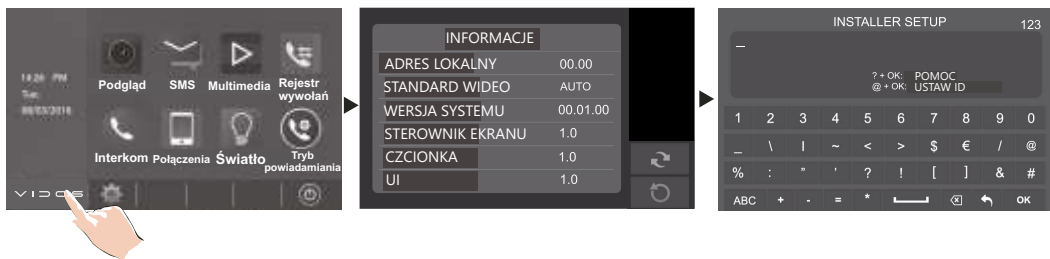 14:26 PM
Tue.
Podgląd
SMS
Multimedia
Rejestr
wywołań
Interkom
Połączenia
Światło
Tryb
powiadamiania
VIDOS
INFORMACJE
ADRES LOKALNY 00.00
STANDARD WIDEO AUTO
WERSJA SYSTEMU 00.01.00
STEROWNIK EKRANU 1.0
CZCIONKA 1.0
UI 1.0
INSTALLER SETUP 123
_
? + OK: POMOC
@ + OK: USTAW ID
1 2 3 4 5 6 7 8 9 0
_ \ | ~ < > $ € / @
% : " ' ? ! [ ] & #
ABC + - = * OK